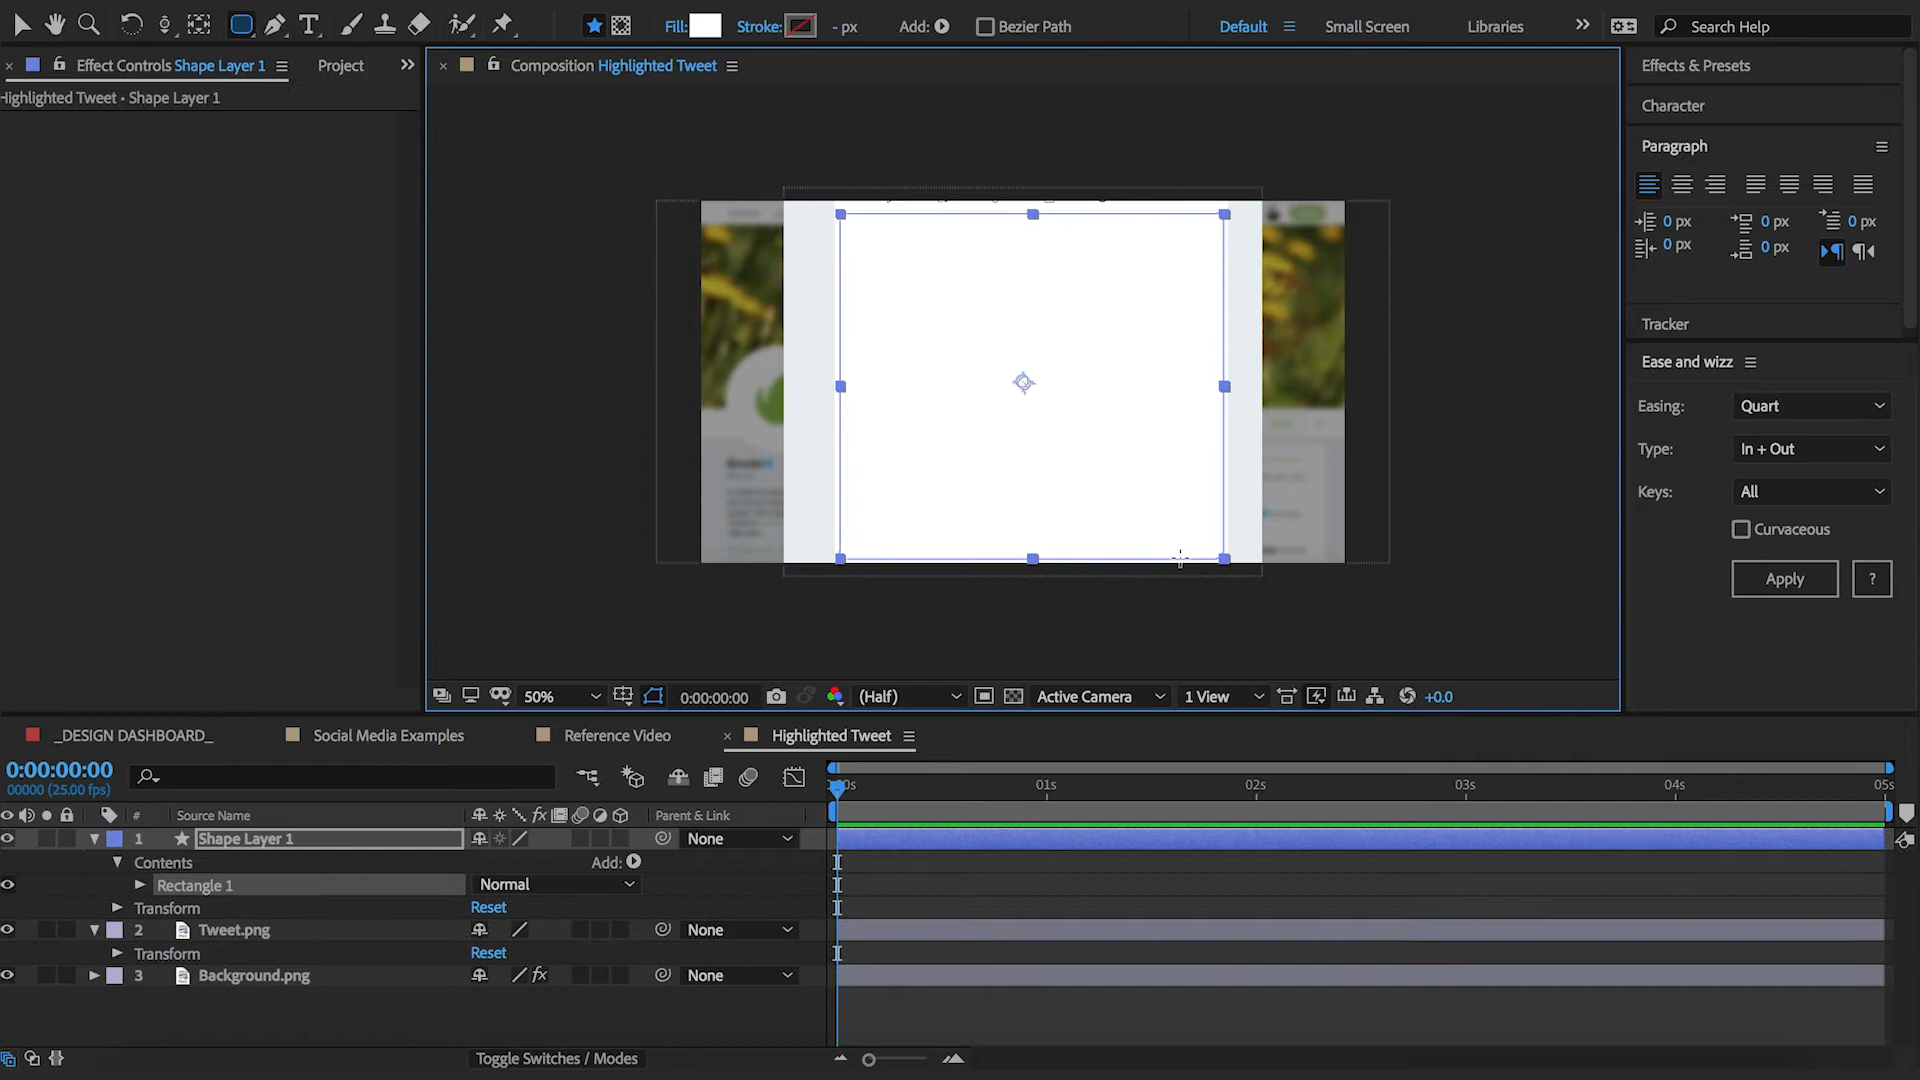 Fill: Stroke: - px Add: Bezier Path Default Small Screen Libraries Search Help
Effect Controls Shape Layer 1 Project
Highlighted Tweet • Shape Layer 1
Composition Highlighted Tweet
Effects & Presets
Character
Paragraph
0 px 0 px 0 px
0 px 0 px
Tracker
Ease and wizz
Easing: Quart
Type: In + Out
Keys: All
Curvaceous
Apply ?
50% 0:00:00:00 (Half) Active Camera 1 View +0.0
_DESIGN DASHBOARD_ Social Media Examples Reference Video Highlighted Tweet
0:00:00:00
00000 (25.00 fps)
01s 02s 03s 04s 05s
# Source Name Parent & Link
1 Shape Layer 1 None
Contents Add:
Rectangle 1 Normal
Transform Reset
2 Tweet.png None
Transform Reset
3 Background.png fx None
Toggle Switches / Modes